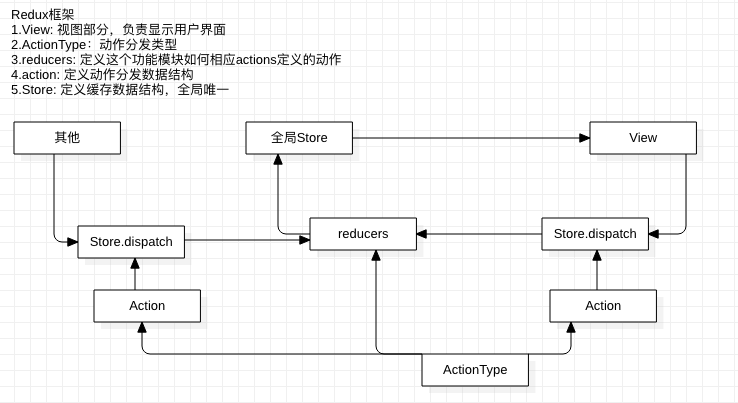 Redux框架
1.View: 视图部分，负责显示用户界面
2.ActionType：动作分发类型
3.reducers: 定义这个功能模块如何相应actions定义的动作
4.action: 定义动作分发数据结构
5.Store: 定义缓存数据结构，全局唯一
其他
全局Store
View
Store.dispatch
reducers
Store.dispatch
Action
Action
ActionType